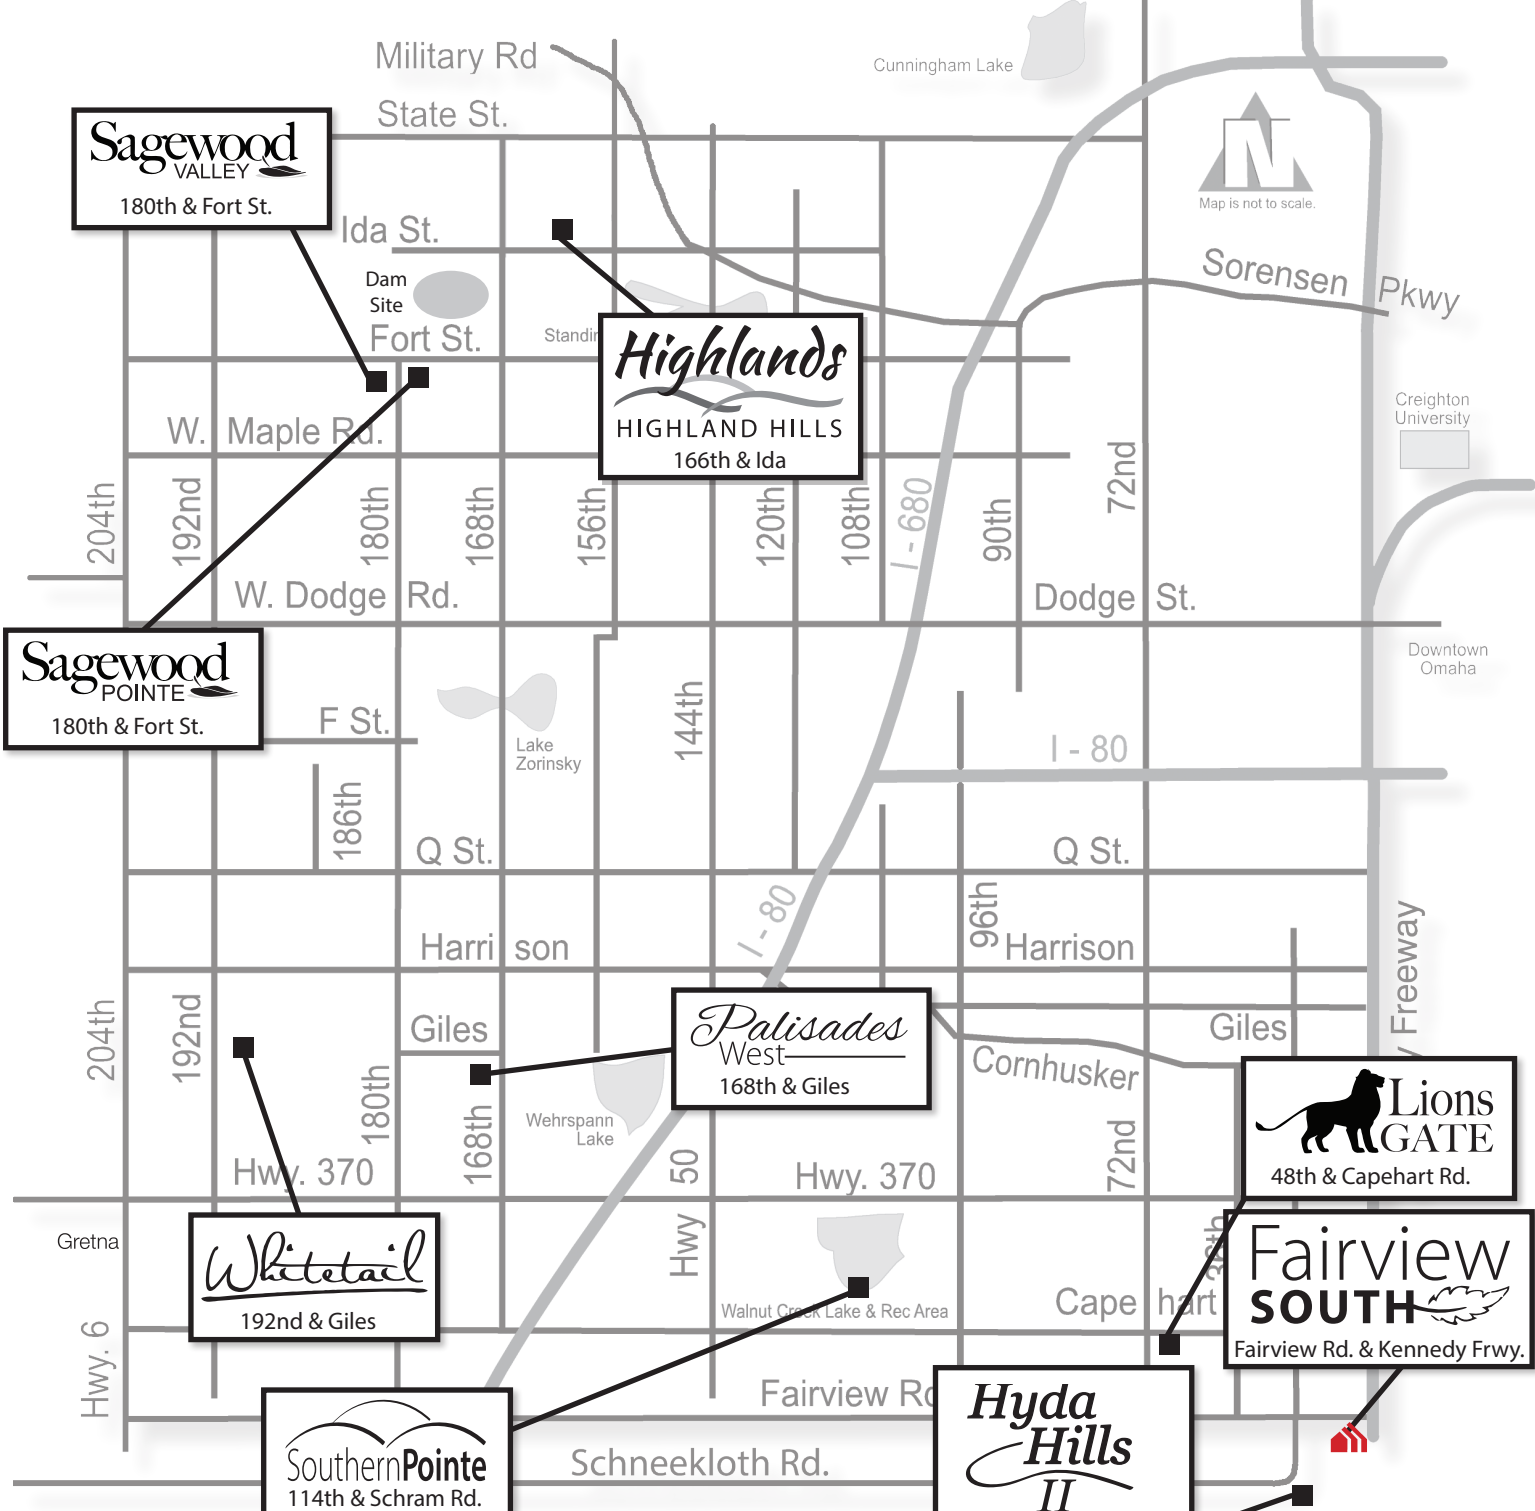 Military Rd
Cunningham Lake
State St.
Sagewood
VALLEY
180th & Fort St.
N
Map is not to scale.
Ida St.
Dam
Site
Sorensen Pkwy
Fort St.
Highlands
HIGHLAND HILLS
166th & Ida
Creighton
University
W. Maple Rd.
204th
192nd
180th
168th
156th
120th
108th
I - 680
90th
72nd
W. Dodge Rd.
Dodge St.
Downtown
Omaha
Sagewood
POINTE
180th & Fort St.
F St.
Lake
Zorinsky
144th
I - 80
186th
Q St.
Q St.
I - 80
96th
Harrison
Harrison
Freeway
204th
192nd
Giles
Palisades
West
168th & Giles
Giles
Cornhusker
180th
168th
Wehrspann
Lake
72nd
Lions
GATE
48th & Capehart Rd.
Hwy. 370
50
Hwy. 370
Gretna
Whitetail
192nd & Giles
Hwy
36th
Fairview
SOUTH
Fairview Rd. & Kennedy Frwy.
Walnut Creek Lake & Rec Area
Capehart
Hwy. 6
Fairview
SouthernPointe
114th & Schram Rd.
Schneekloth Rd.
Hyda
Hills
II